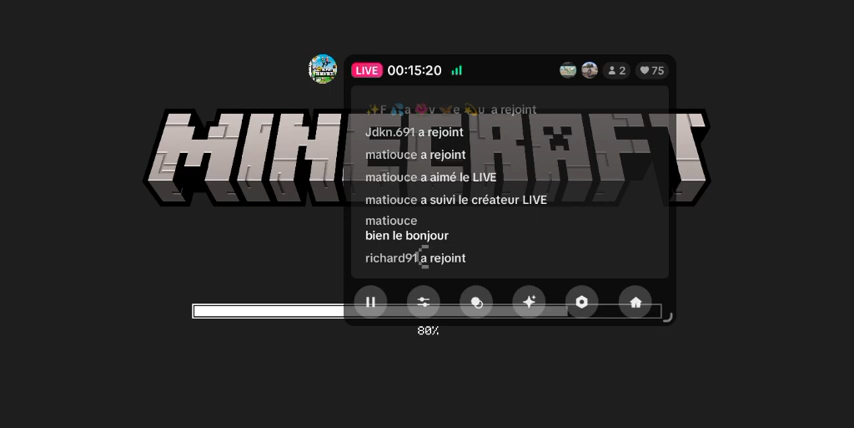 LIVE 00:15:20 2 75
✨F 💦a 🌺y 🦋e 💫u a rejoint
MINECRAFT
Jdkn.691 a rejoint
matiouce a rejoint
matiouce a aimé le LIVE
matiouce a suivi le créateur LIVE
matiouce
bien le bonjour
richard91 a rejoint
80%